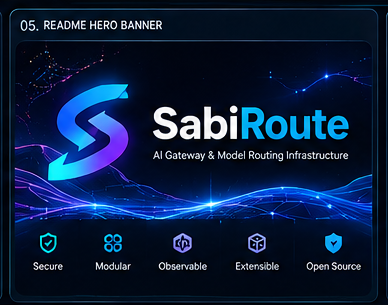 05. README HERO BANNER
SabiRoute
AI Gateway & Model Routing Infrastructure
Secure
Modular
Observable
Extensible
Open Source